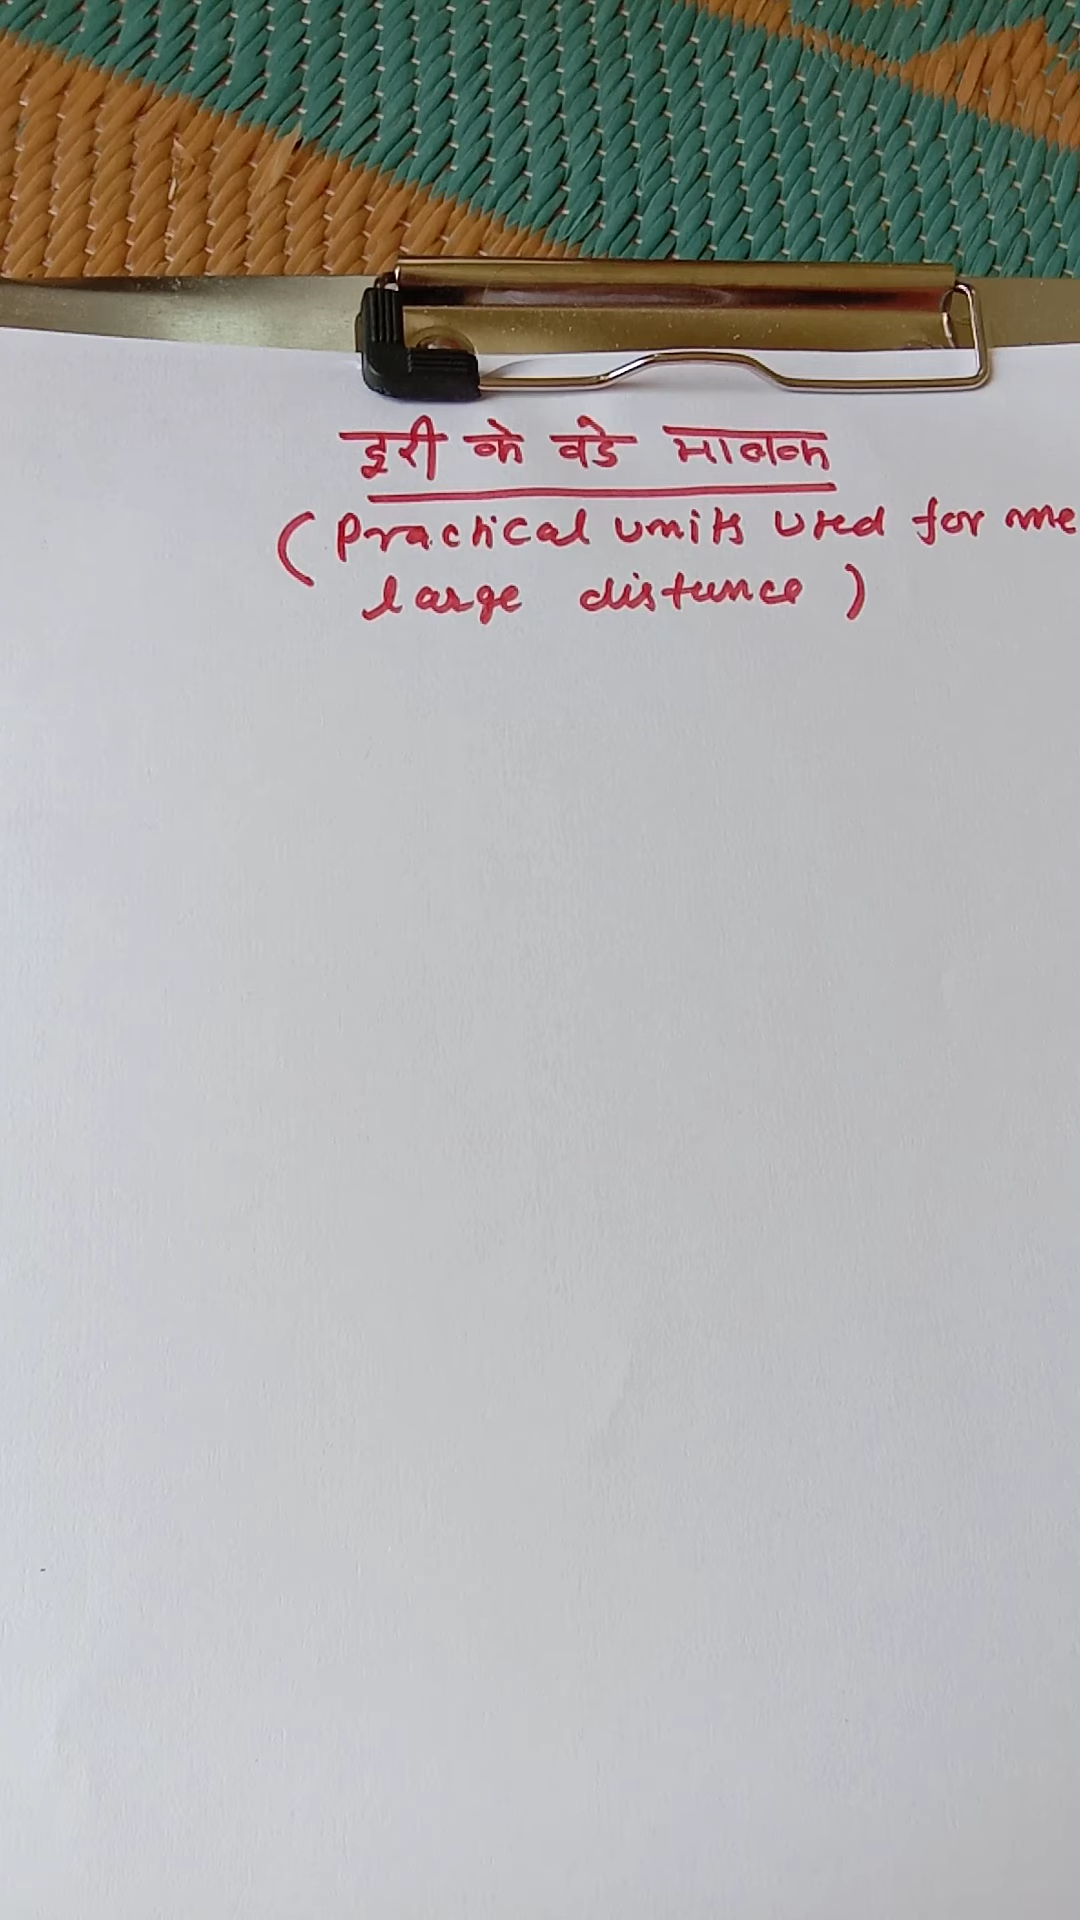 दूरी के बडे मात्रक
(Practical units used for me
large distance)